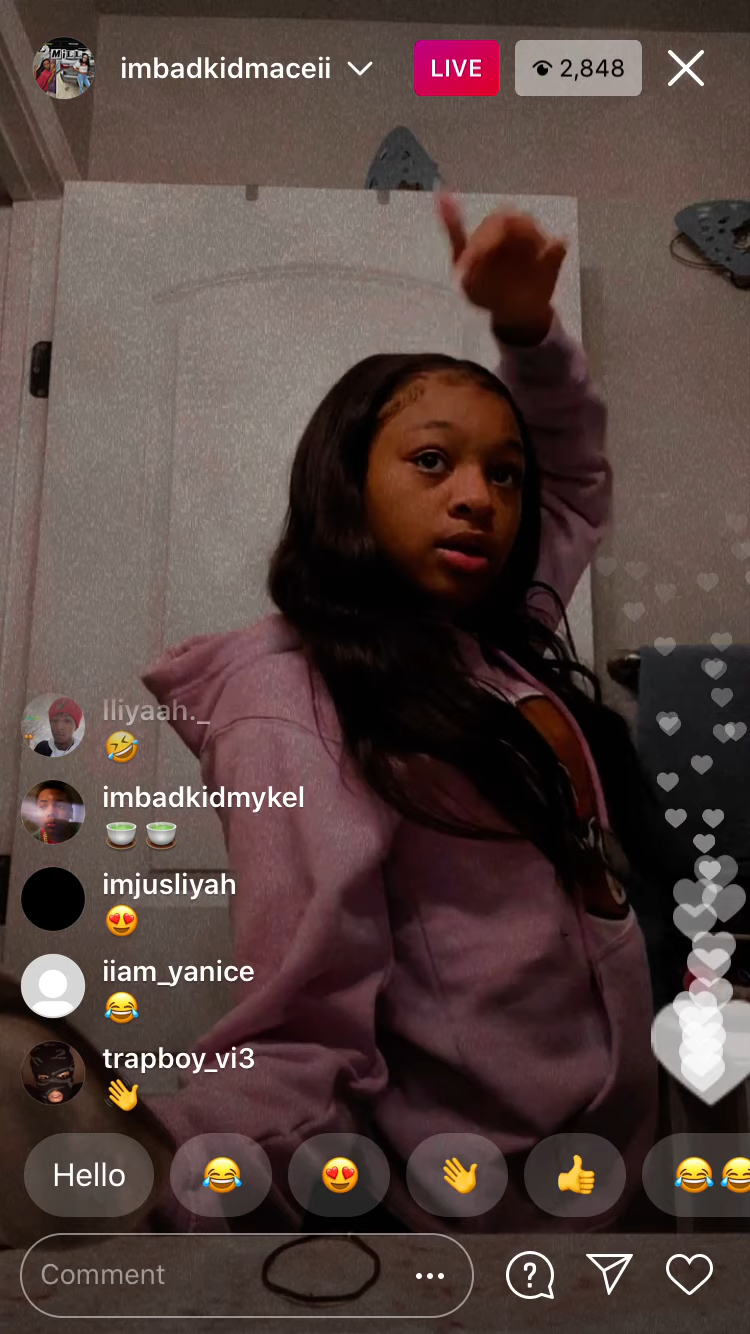 imbadkidmaceii
LIVE
2,848
lliyaah._
🤣
imbadkidmykel
🍵🍵
imjusliyah
😍
iiam_yanice
😂
trapboy_vi3
👋
Hello 😂 😍 👋 👍 😂😂
Comment